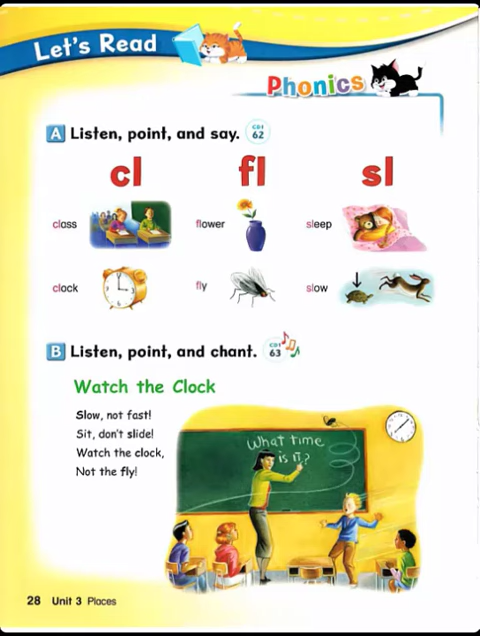 Let's Read
Phonics
A Listen, point, and say. CD1 62
cl fl sl
class flower sleep
clock fly slow
B Listen, point, and chant. CD1 63
Watch the Clock
Slow, not fast!
Sit, don't slide!
Watch the clock,
Not the fly!
What time
is it?
28 Unit 3 Places